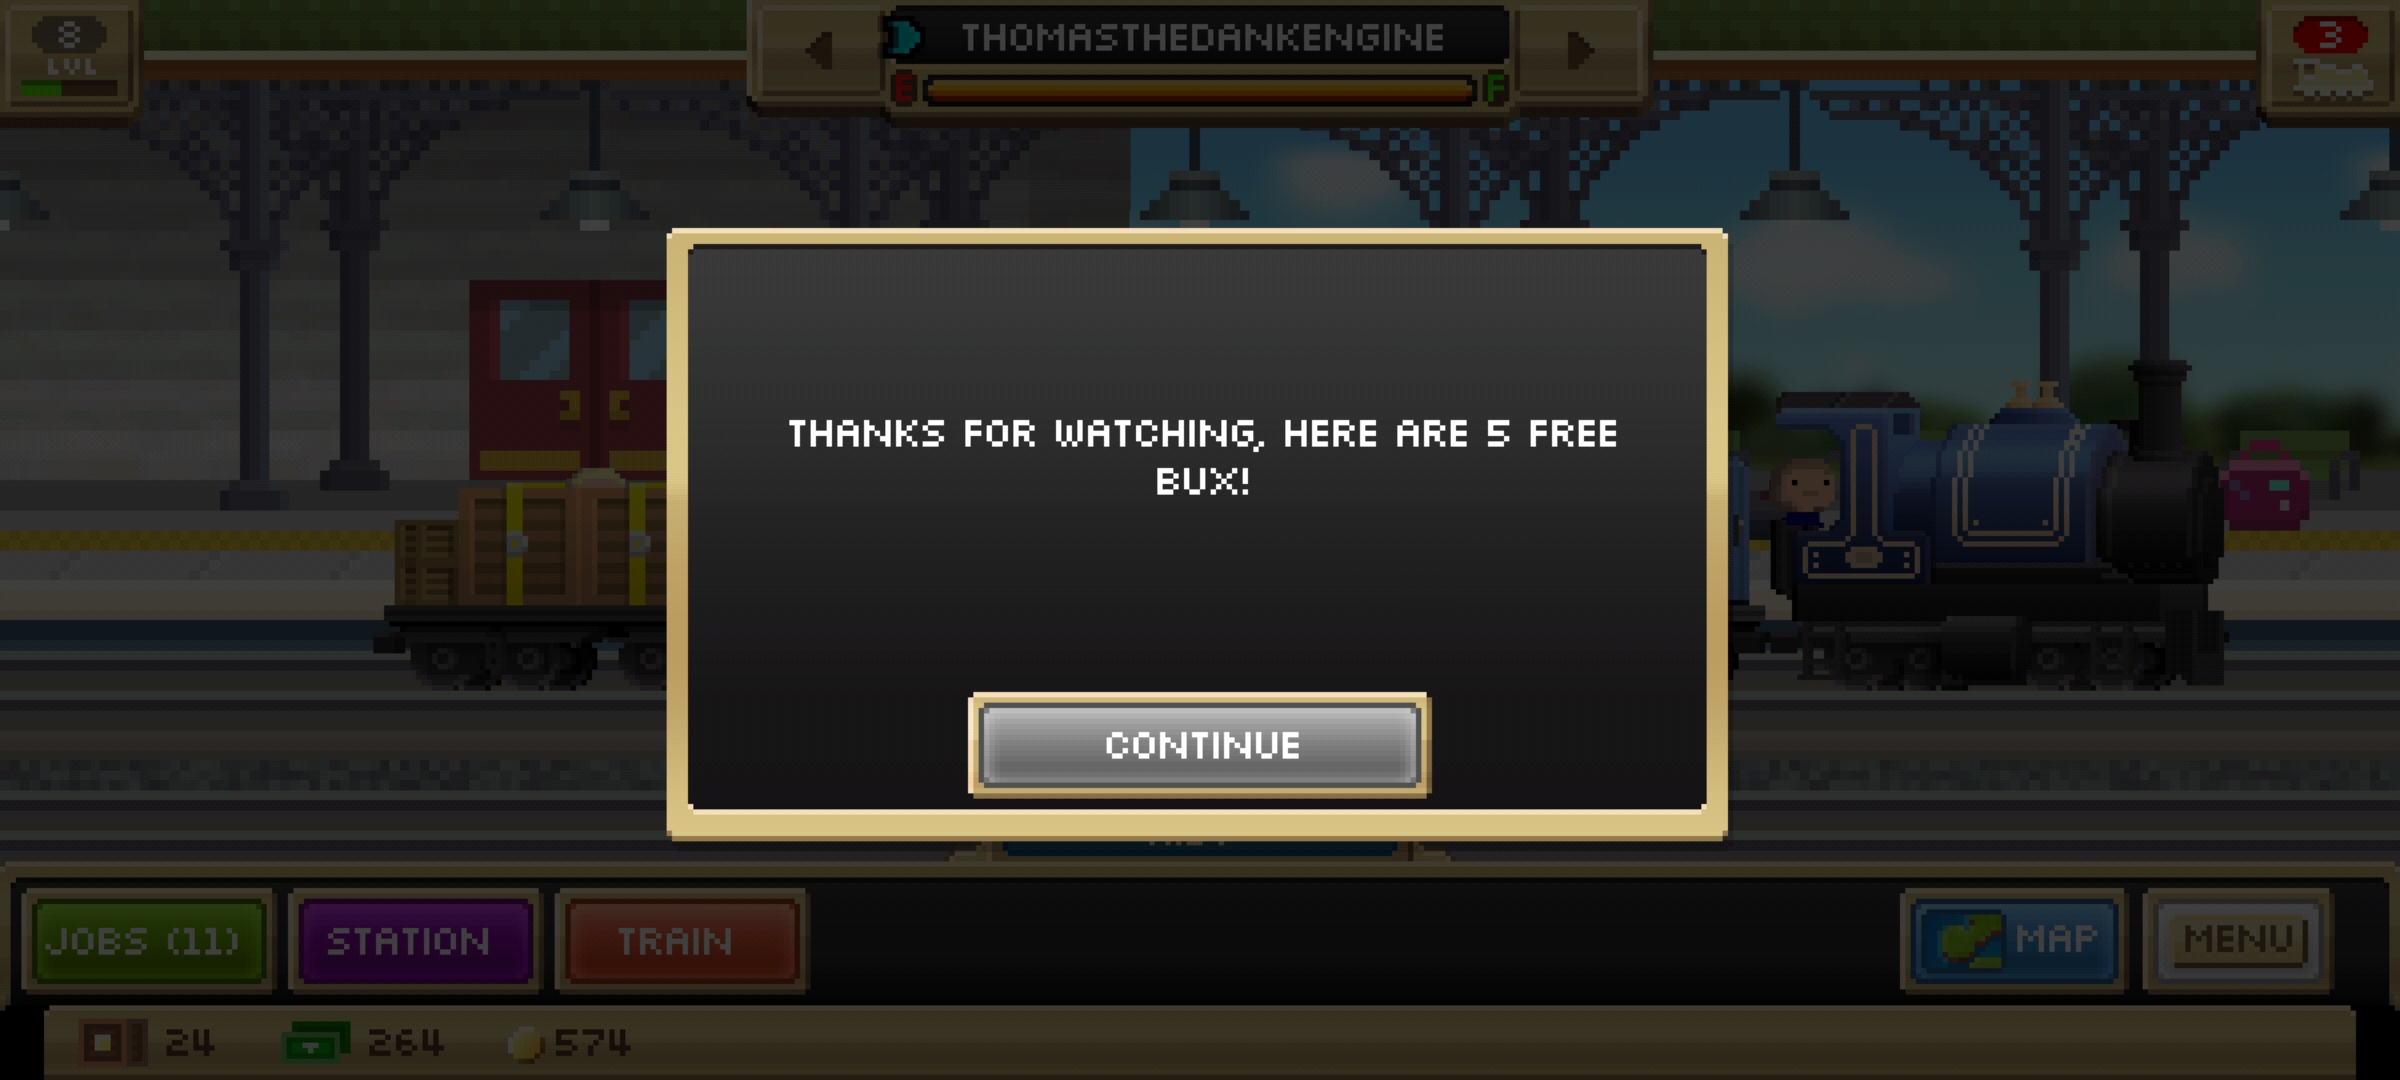 8
LVL
THOMASTHEDANKENGINE
E
F
3
THANKS FOR WATCHING, HERE ARE 5 FREE
BUX!
CONTINUE
JOBS (11)
STATION
TRAIN
MAP
MENU
24
264
574